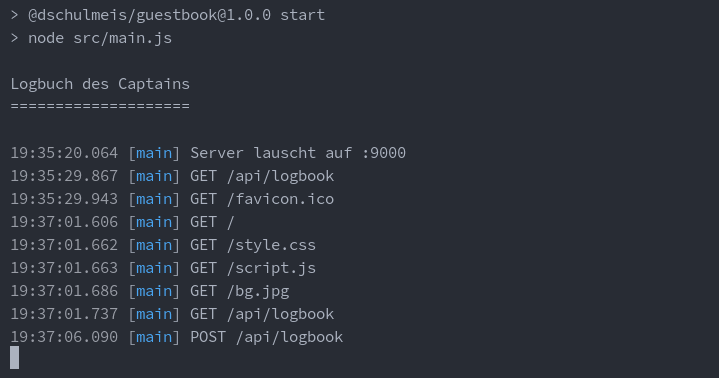 > @dschulmeis/guestbook@1.0.0 start
> node src/main.js
Logbuch des Captains
====================
19:35:20.064 [main] Server lauscht auf :9000
19:35:29.867 [main] GET /api/logbook
19:35:29.943 [main] GET /favicon.ico
19:37:01.606 [main] GET /
19:37:01.662 [main] GET /style.css
19:37:01.663 [main] GET /script.js
19:37:01.686 [main] GET /bg.jpg
19:37:01.737 [main] GET /api/logbook
19:37:06.090 [main] POST /api/logbook